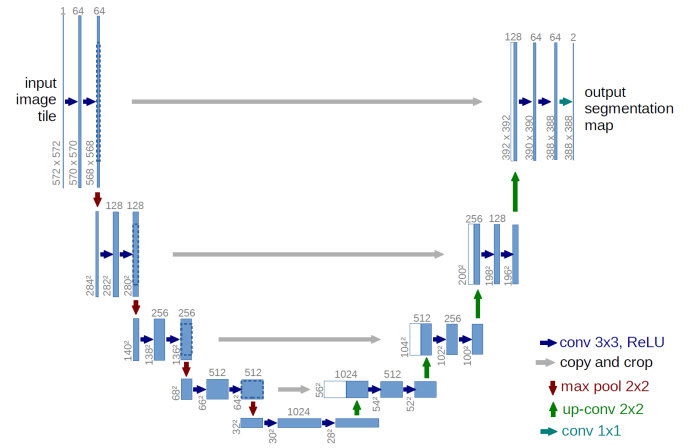 1 64 64
128 64 64 2
input
image
tile
output
segmentation
map
572 x 572
570 x 570
568 x 568
392 x 392
390 x 390
388 x 388
388 x 388
128 128
256 128
284²
282²
280²
200²
198²
196²
256 256
512 256
140²
138²
136²
104²
102²
100²
512 512
1024 512
68²
66²
64²
56²
54²
52²
1024
32²
30²
28²
conv 3x3, ReLU
copy and crop
max pool 2x2
up-conv 2x2
conv 1x1